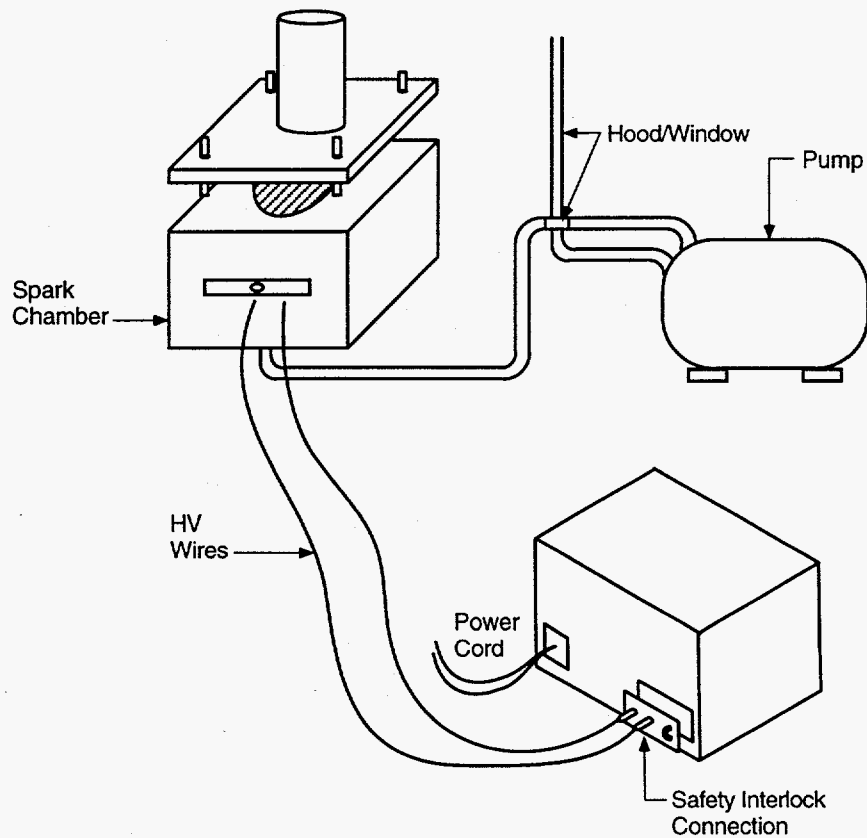 Hood/Window
Pump
Spark
Chamber
HV
Wires
Power
Cord
Safety Interlock
Connection